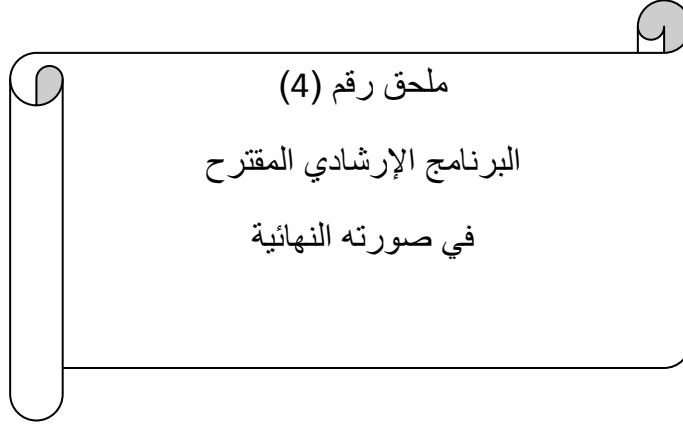 ملحق رقم (4)
البرنامج الإرشادي المقترح
في صورته النهائية